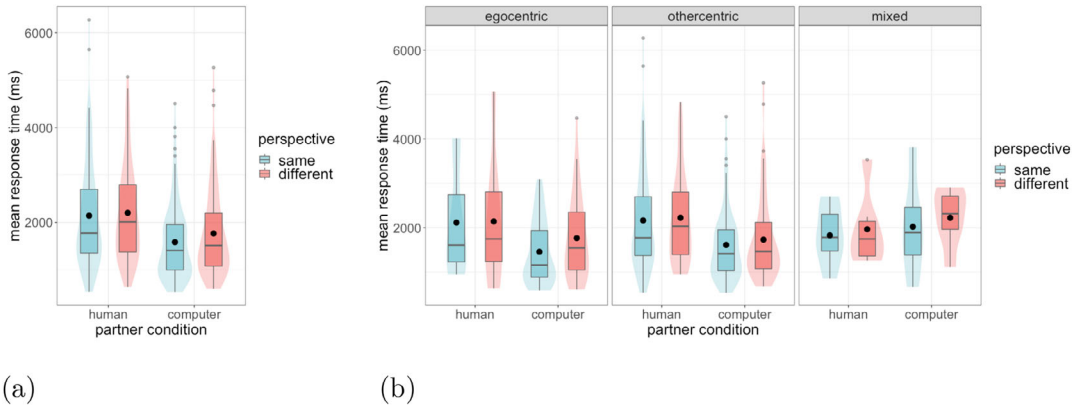 6000
4000
2000
mean response time (ms)
human computer
partner condition
perspective
same
different
(a)
egocentric othercentric mixed
6000
4000
2000
mean response time (ms)
human computer human computer human computer
partner condition
perspective
same
different
(b)